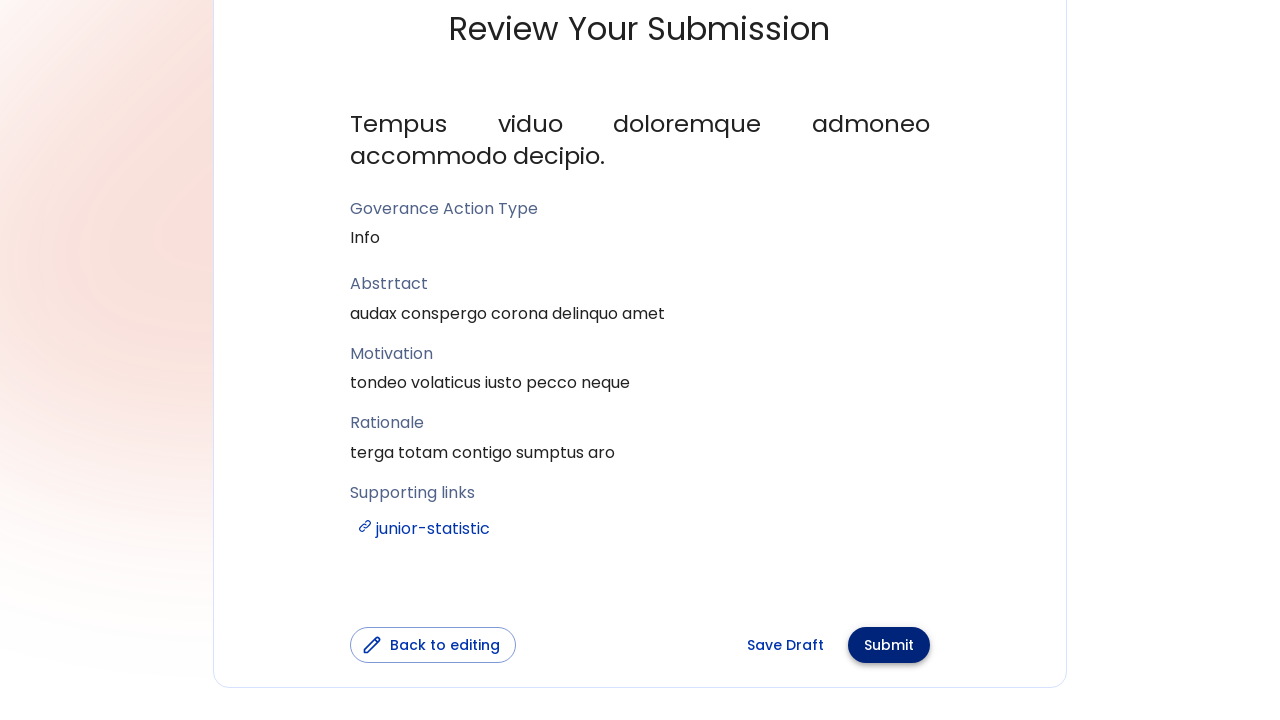 Review Your Submission
Tempus viduo doloremque admoneo
accommodo decipio.
Goverance Action Type
Info
Abstrtact
audax conspergo corona delinquo amet
Motivation
tondeo volaticus iusto pecco neque
Rationale
terga totam contigo sumptus aro
Supporting links
junior-statistic
Back to editing
Save Draft
Submit